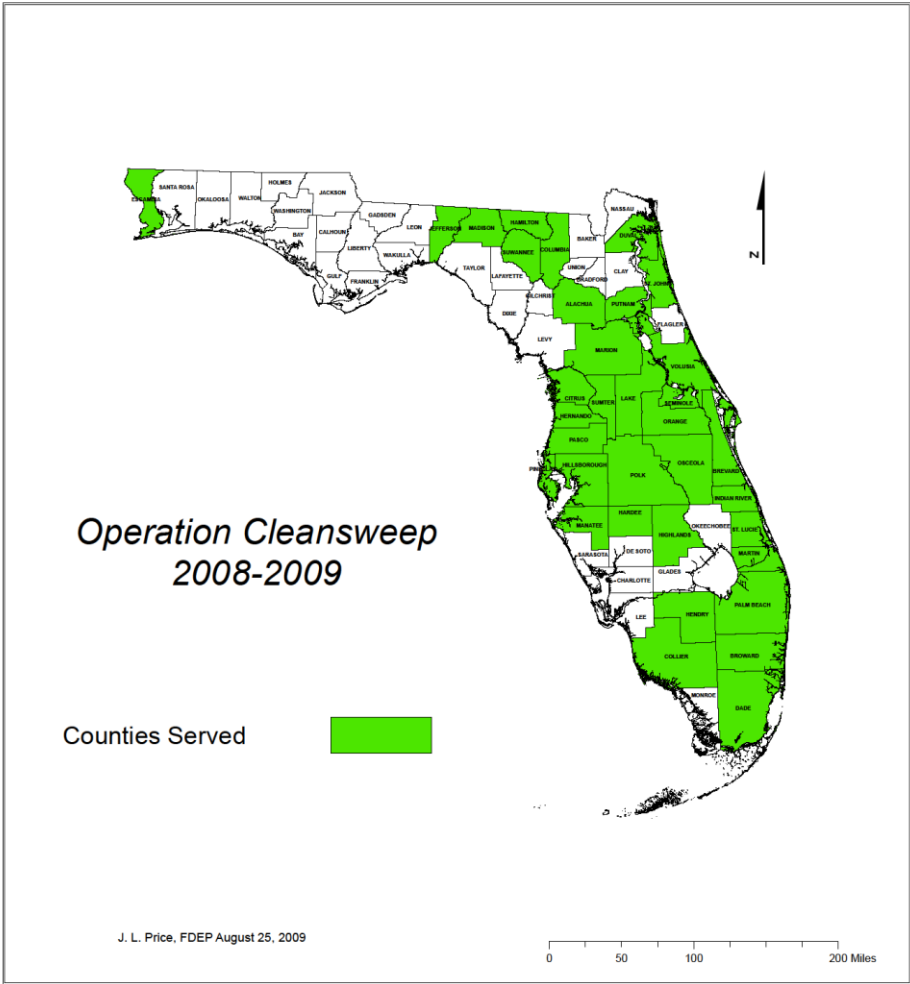 HOLMES
SANTA ROSA
OKALOOSA
WALTON
JACKSON
ESCAMBIA
WASHINGTON
BAY
CALHOUN
GADSDEN
LEON
LIBERTY
WAKULLA
GULF
FRANKLIN
JEFFERSON
MADISON
HAMILTON
SUWANNEE
COLUMBIA
TAYLOR
LAFAYETTE
DIXIE
NASSAU
BAKER
DUVAL
UNION
BRADFORD
CLAY
ST. JOHNS
GILCHRIST
ALACHUA
PUTNAM
FLAGLER
LEVY
MARION
VOLUSIA
CITRUS
SUMTER
LAKE
SEMINOLE
HERNANDO
ORANGE
PASCO
PINELLAS
HILLSBOROUGH
POLK
OSCEOLA
BREVARD
INDIAN RIVER
HARDEE
MANATEE
HIGHLANDS
OKEECHOBEE
ST. LUCIE
SARASOTA
DE SOTO
MARTIN
CHARLOTTE
GLADES
LEE
HENDRY
PALM BEACH
COLLIER
BROWARD
MONROE
DADE
N
Operation Cleansweep
2008-2009
Counties Served
J. L. Price, FDEP August 25, 2009
0 50 100 200 Miles